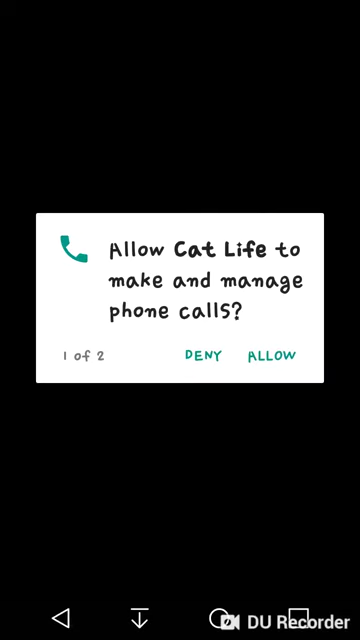 Allow Cat Life to
make and manage
phone calls?
1 of 2 DENY ALLOW
DU Recorder